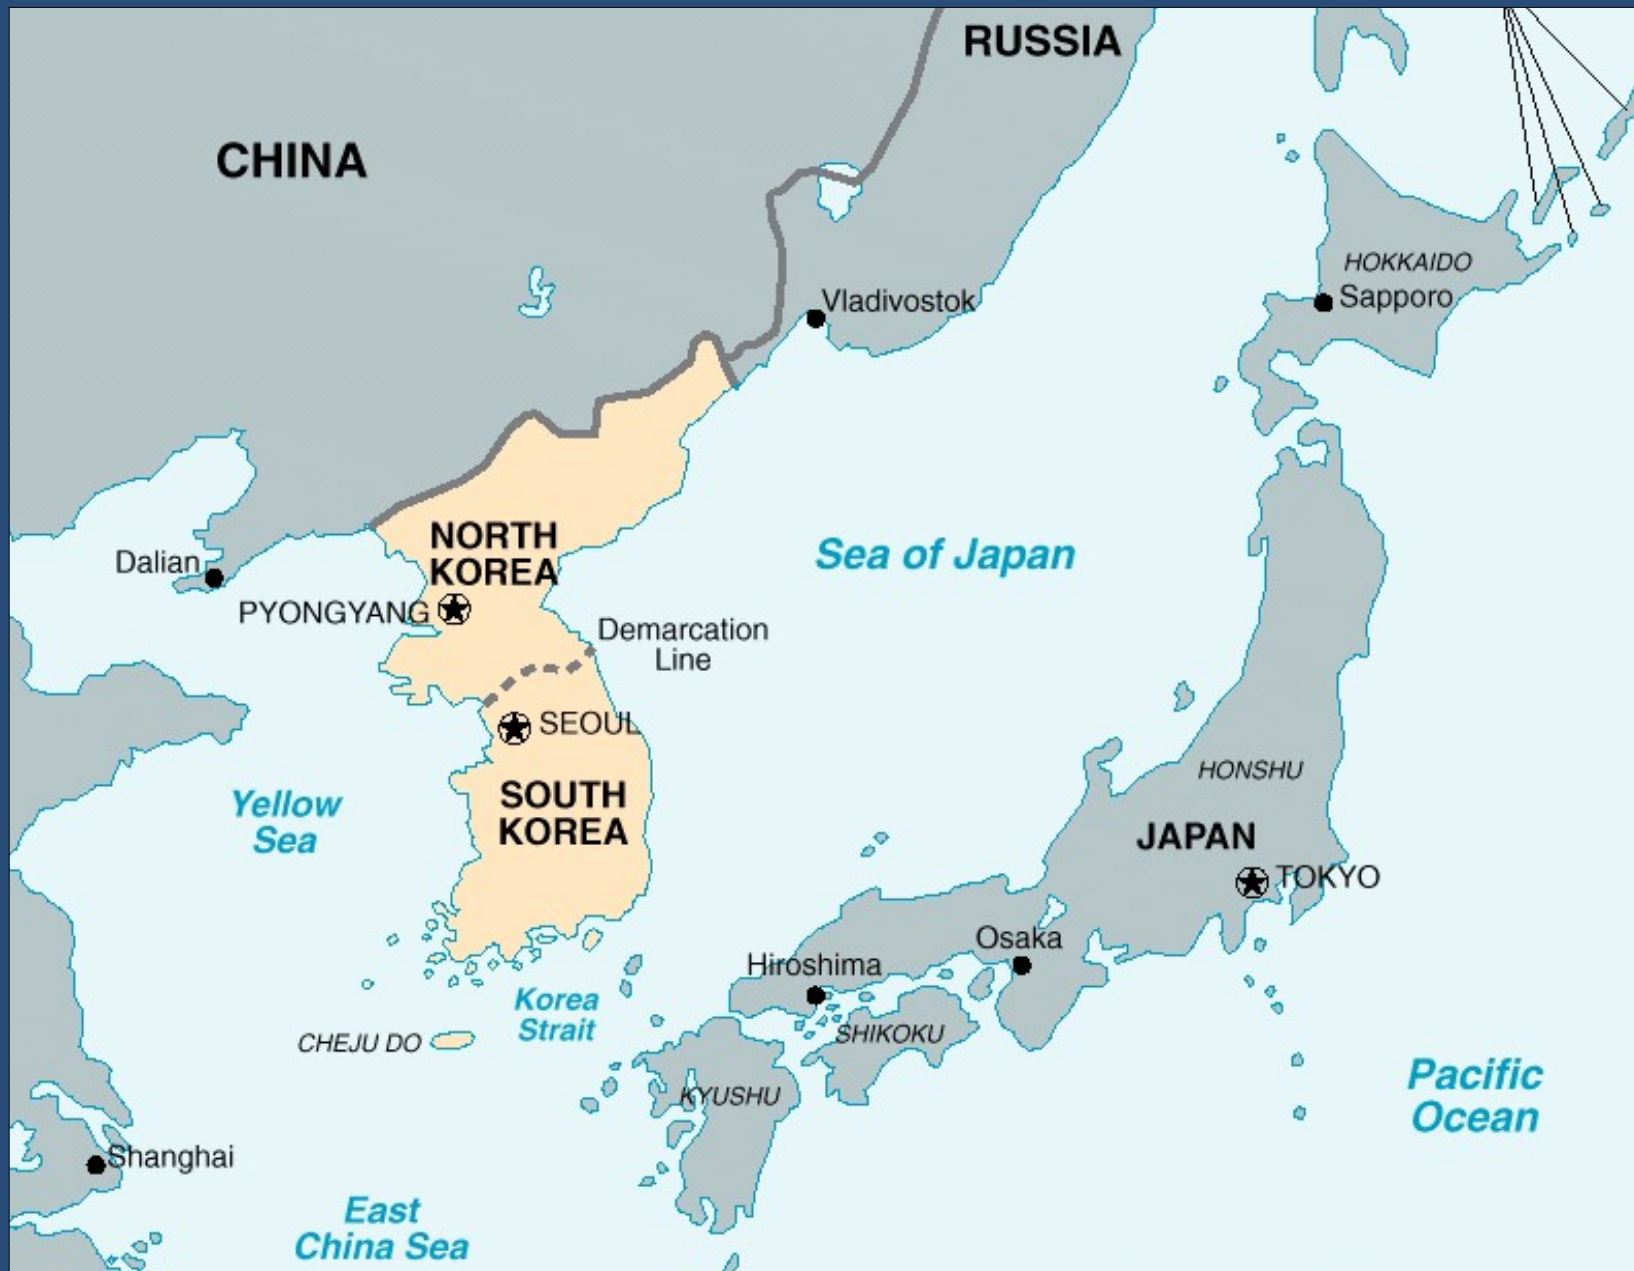 RUSSIA
CHINA
HOKKAIDO
Sapporo
Vladivostok
NORTH
KOREA
Sea of Japan
Dalian
PYONGYANG
Demarcation
Line
SEOUL
HONSHU
SOUTH
KOREA
Yellow
Sea
JAPAN
TOKYO
Osaka
Hiroshima
Korea
Strait
SHIKOKU
CHEJU DO
KYUSHU
Pacific
Ocean
Shanghai
East
China Sea